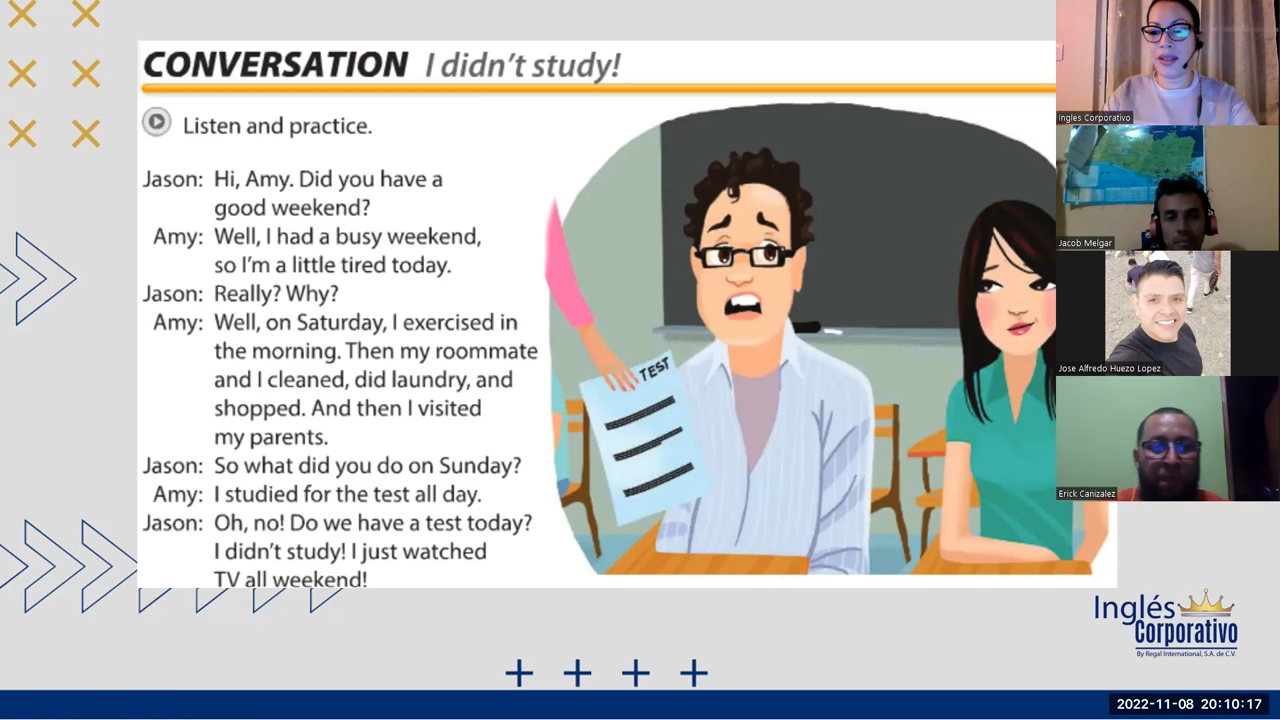 CONVERSATION I didn't study!
Listen and practice.
Jason: Hi, Amy. Did you have a
good weekend?
Amy: Well, I had a busy weekend,
so I'm a little tired today.
Jason: Really? Why?
Amy: Well, on Saturday, I exercised in
the morning. Then my roommate
and I cleaned, did laundry, and
shopped. And then I visited
my parents.
Jason: So what did you do on Sunday?
Amy: I studied for the test all day.
Jason: Oh, no! Do we have a test today?
I didn't study! I just watched
TV all weekend!
TEST
Ingles Corporativo
Jacob Melgar
Jose Alfredo Huezo Lopez
Erick Canizalez
Inglés
Corporativo
By Regal International, S.A. de C.V.
2022-11-08 20:10:17